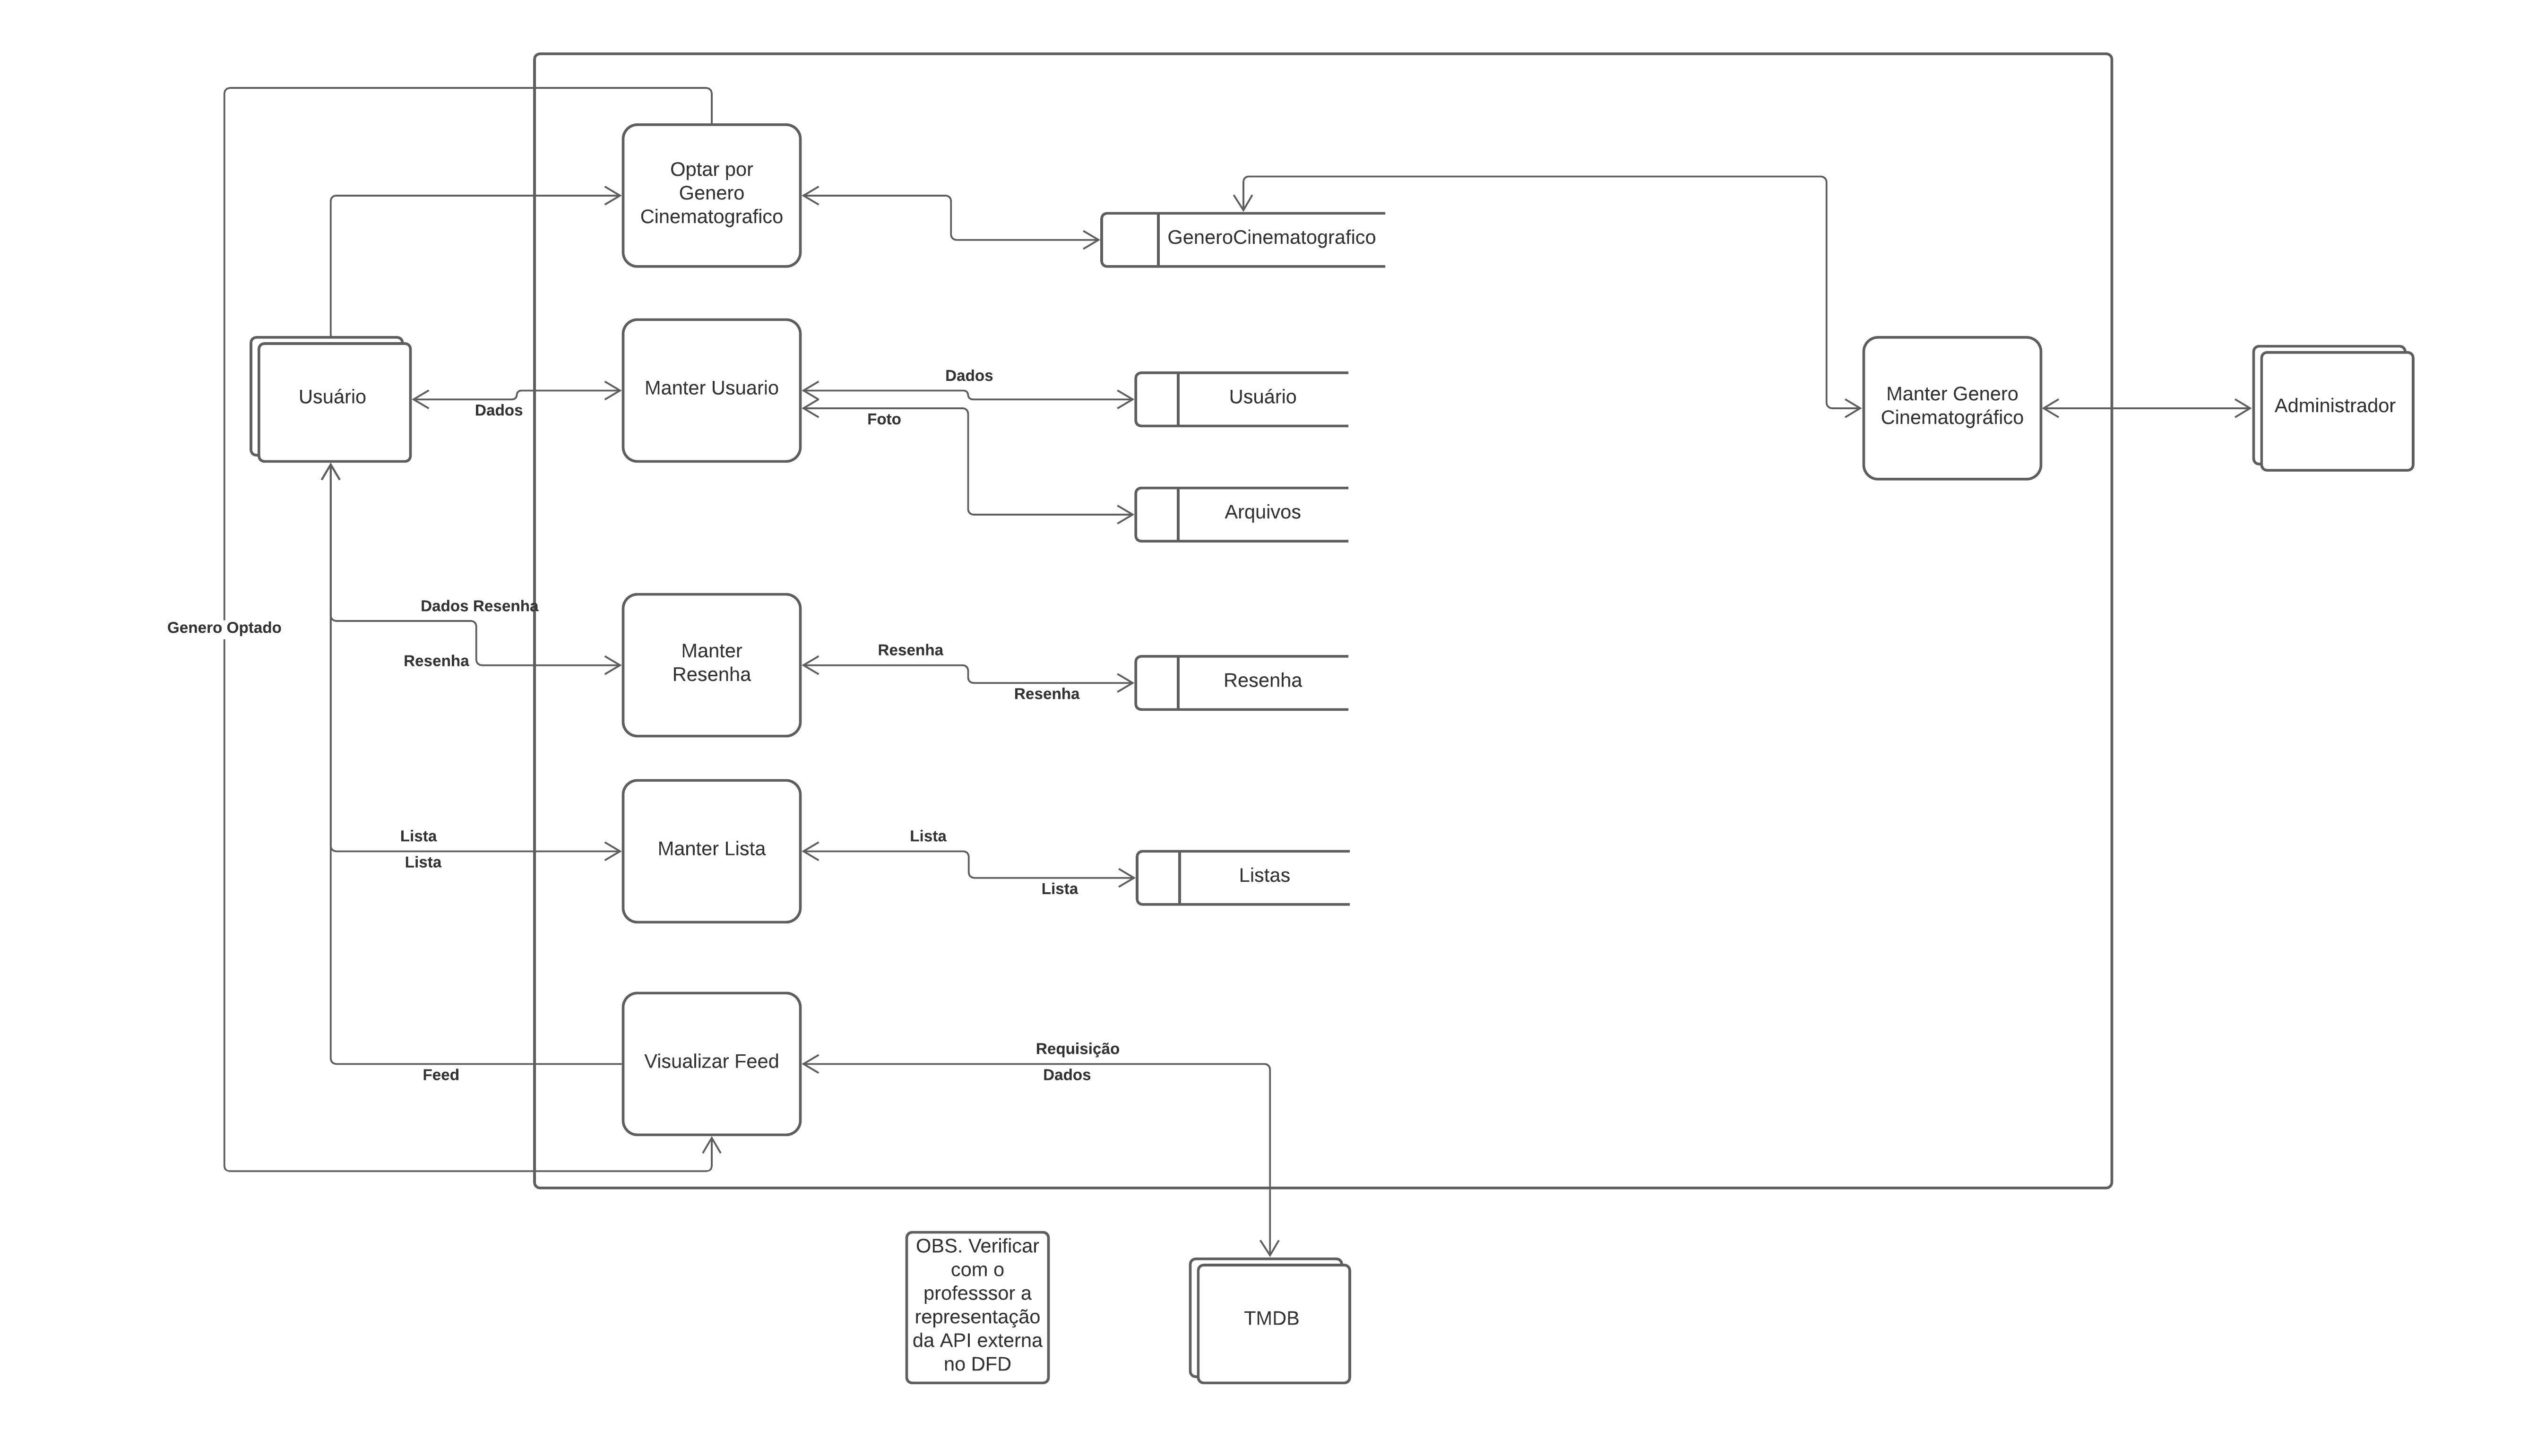 Optar por
Genero
Cinematografico
GeneroCinematografico
Usuário
Dados
Manter Usuario
Dados
Foto
Usuário
Arquivos
Manter Genero
Cinematográfico
Administrador
Genero Optado
Dados Resenha
Resenha
Manter
Resenha
Resenha
Resenha
Resenha
Lista
Lista
Manter Lista
Lista
Lista
Listas
Feed
Visualizar Feed
Requisição
Dados
OBS. Verificar
com o
professsor a
representação
da API externa
no DFD
TMDB